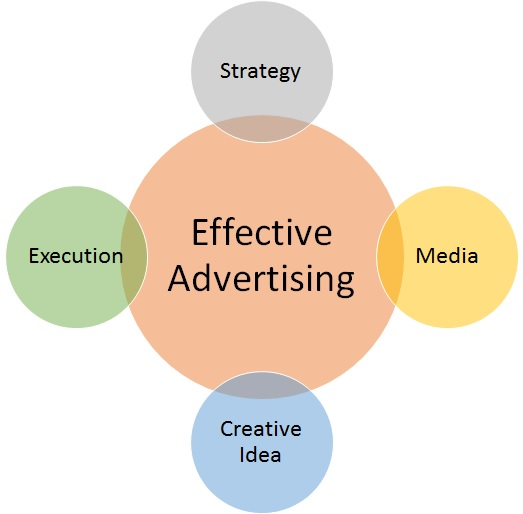 Strategy
Effective
Advertising
Execution
Media
Creative
Idea